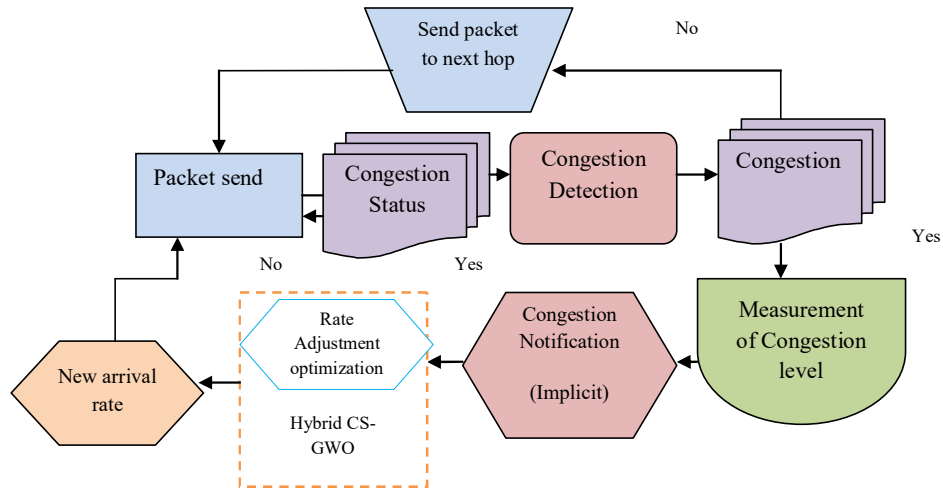 Send packet
to next hop
No
Packet send
Congestion
Status
Congestion
Detection
Congestion
No
Yes
Yes
Measurement
of Congestion
level
Congestion
Notification
(Implicit)
Rate
Adjustment
optimization
Hybrid CS-
GWO
New arrival
rate